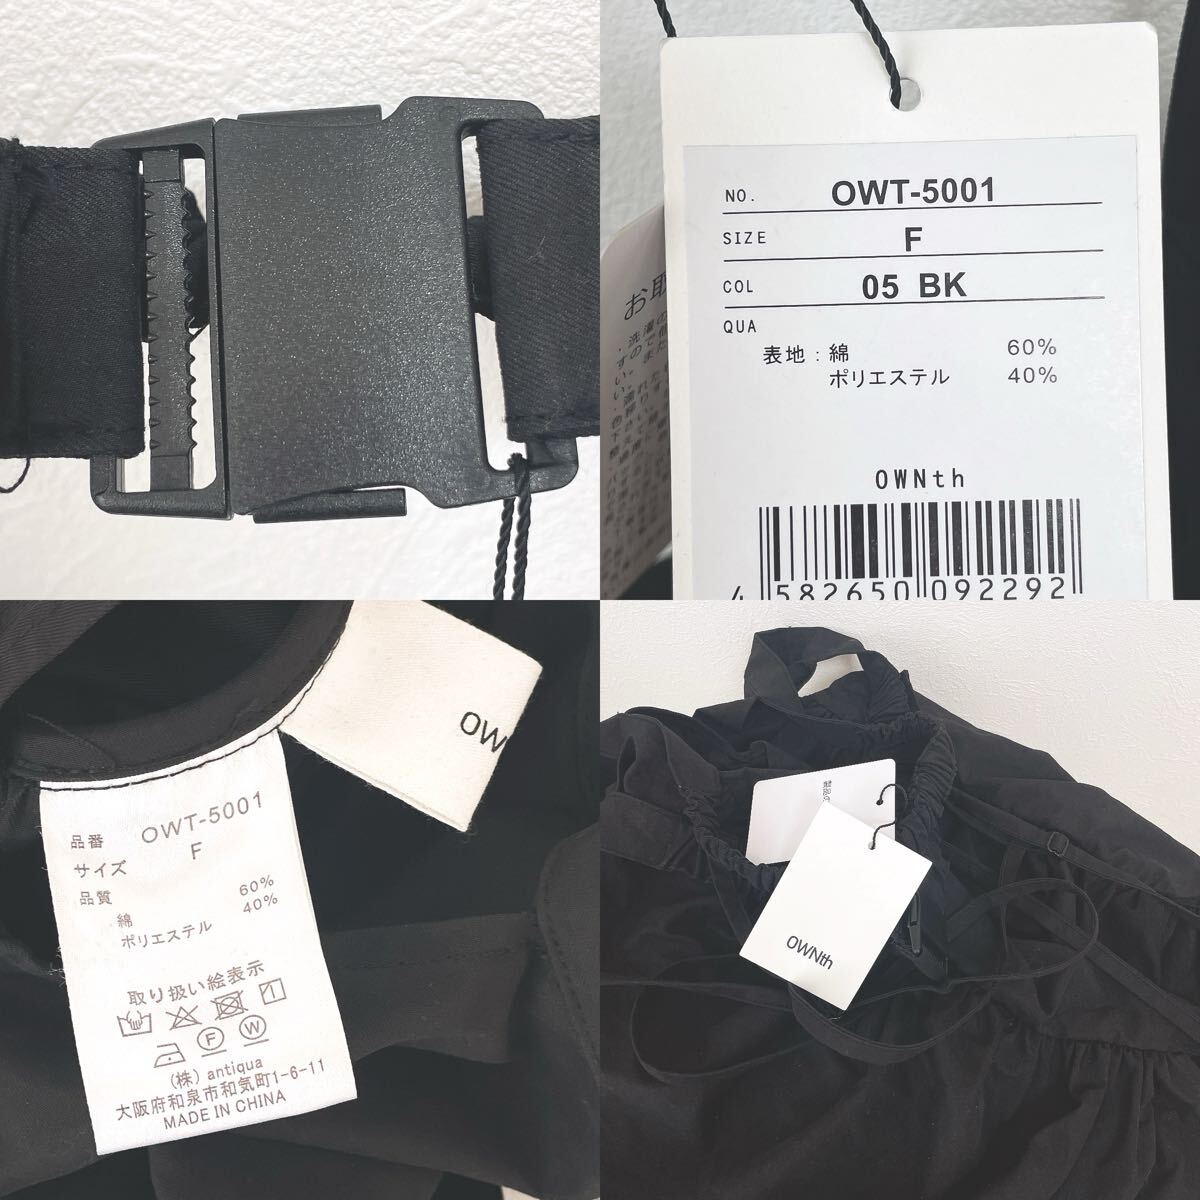 NO. OWT-5001
SIZE F
COL 05 BK
QUA
表地:綿 60%
ポリエステル 40%
OWNth
4 582650 092292
お取
OW
品番 OWT-5001
サイズ F
品質
綿 60%
ポリエステル 40%
取り扱い絵表示
F W
(株) antiqua
大阪府和泉市和気町1-6-11
MADE IN CHINA
OWNth